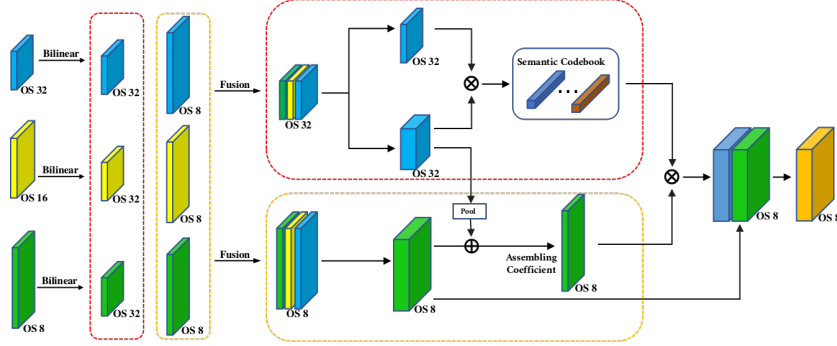 Bilinear
OS 32
OS 32
OS 8
Fusion
OS 32
OS 32
OS 32
Semantic Codebook
...
Bilinear
OS 16
OS 32
OS 8
Pool
Bilinear
OS 8
OS 32
OS 8
Fusion
OS 8
OS 8
Assembling
Coefficient
OS 8
OS 8
OS 8